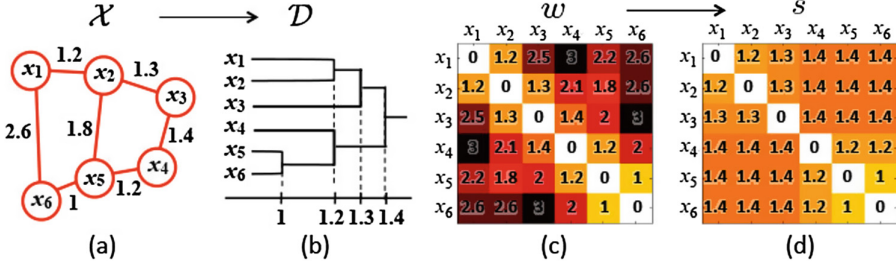 𝒳 → 𝒟
x₁ 1.2 x₂ 1.3 x₃
2.6 1.8 1.4
x₆ 1 x₅ 1.2 x₄
(a)
x₁
x₂
x₃
x₄
x₅
x₆
1 1.2 1.3 1.4
(b)
w → s
x₁ x₂ x₃ x₄ x₅ x₆
x₁ 0 1.2 2.5 3 2.2 2.6
x₂ 1.2 0 1.3 2.1 1.8 2.6
x₃ 2.5 1.3 0 1.4 2 3
x₄ 3 2.1 1.4 0 1.2 2
x₅ 2.2 1.8 2 1.2 0 1
x₆ 2.6 2.6 3 2 1 0
(c)
x₁ x₂ x₃ x₄ x₅ x₆
x₁ 0 1.2 1.3 1.4 1.4 1.4
x₂ 1.2 0 1.3 1.4 1.4 1.4
x₃ 1.3 1.3 0 1.4 1.4 1.4
x₄ 1.4 1.4 1.4 0 1.2 1.2
x₅ 1.4 1.4 1.4 1.2 0 1
x₆ 1.4 1.4 1.4 1.2 1 0
(d)